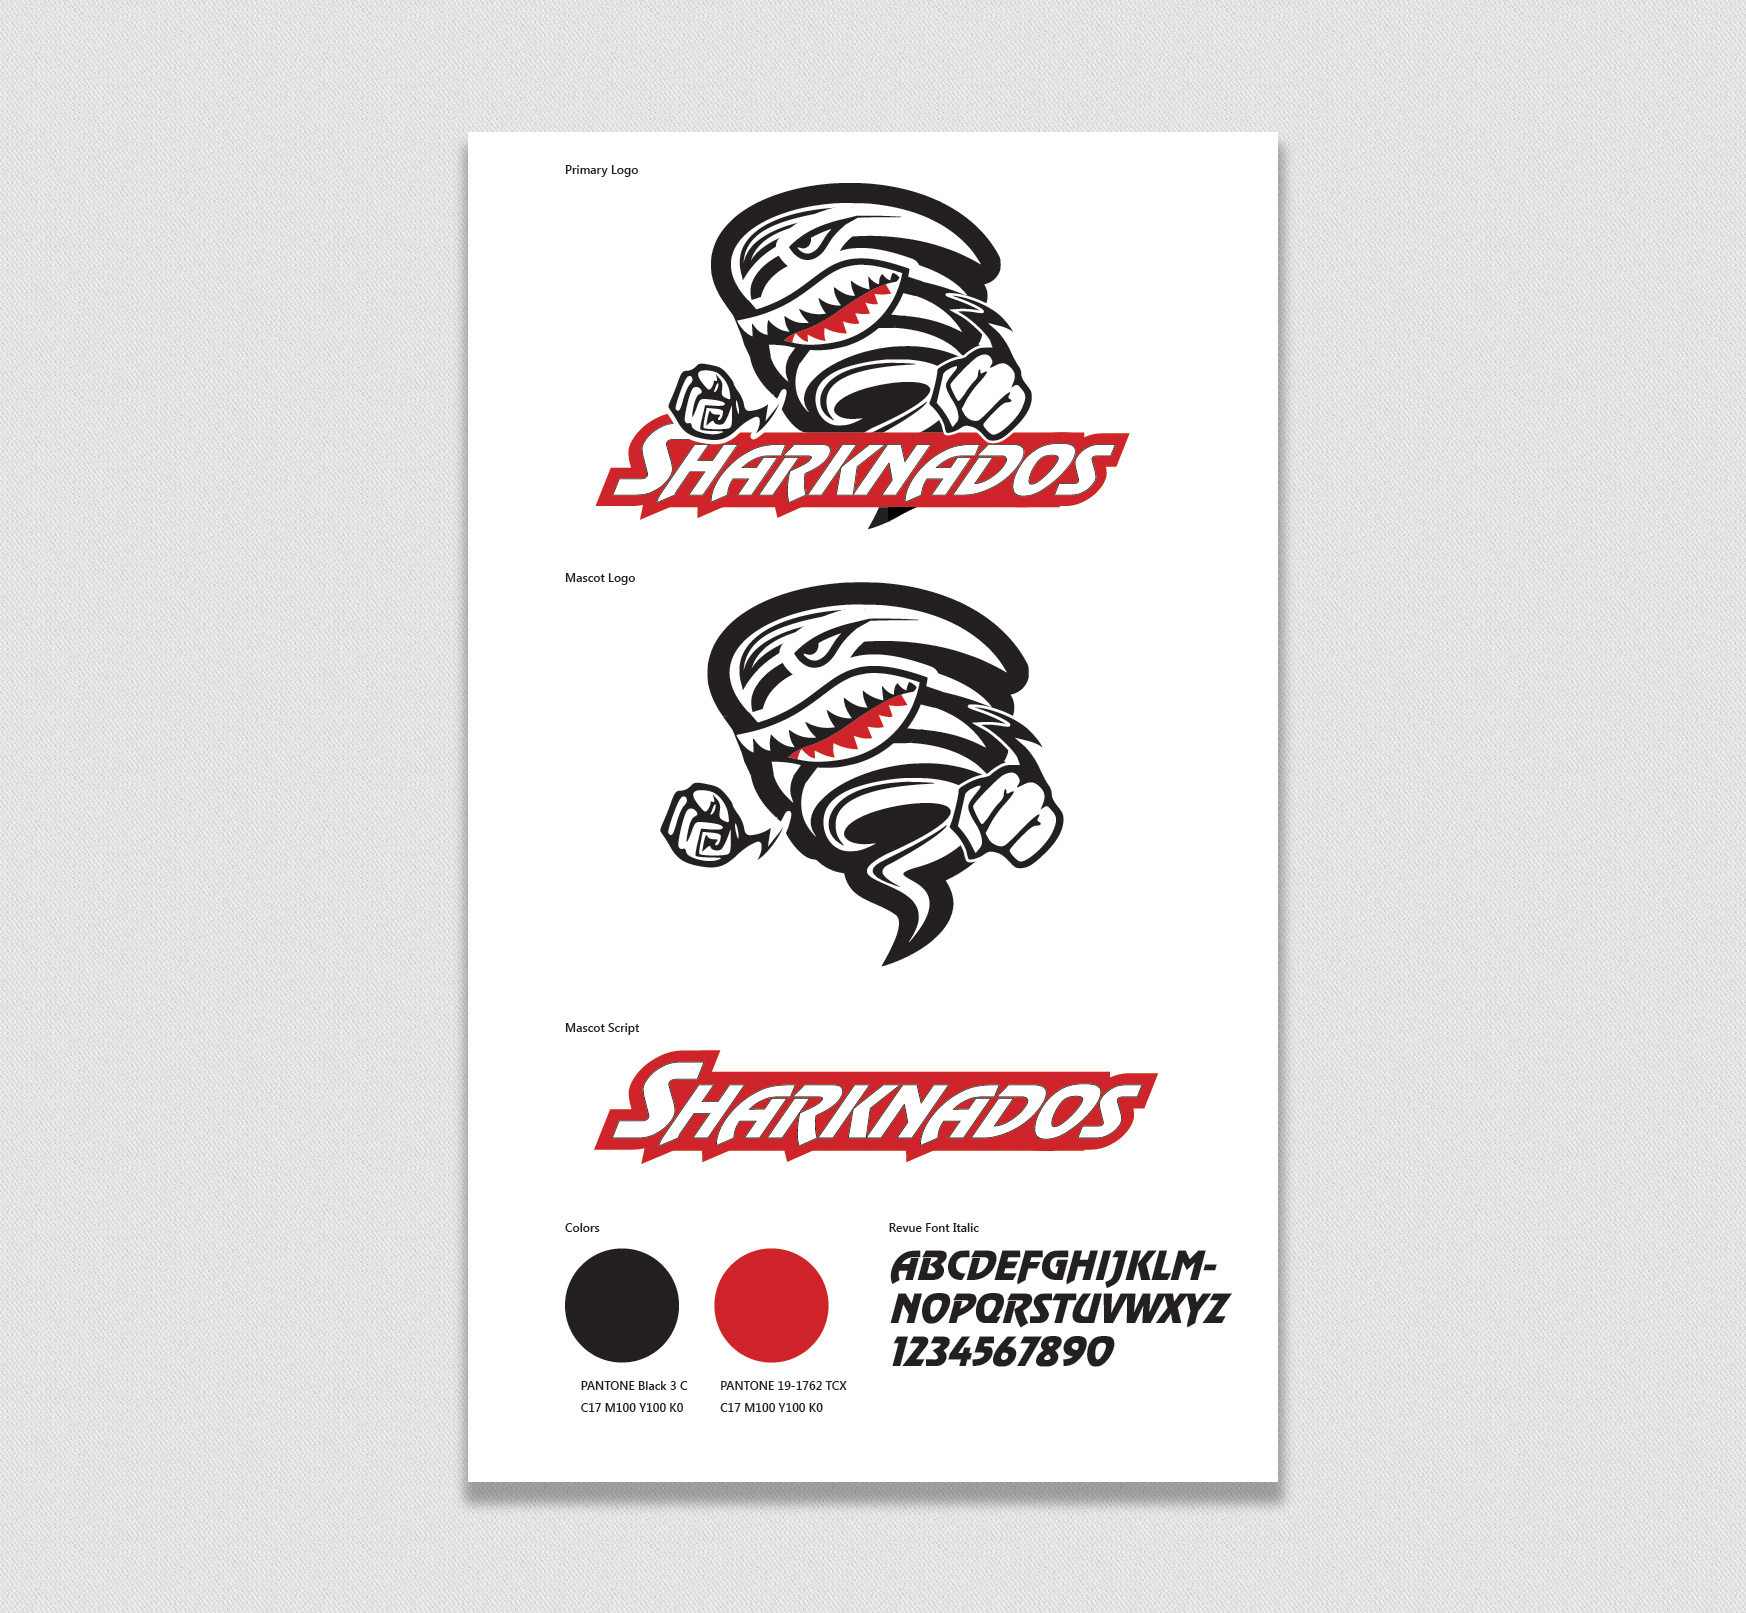 Primary Logo
SHARKNADOS
Mascot Logo
Mascot Script
SHARKNADOS
Colors
Revue Font Italic
ABCDEFGHIJKLM-
NOPQRSTUVWXYZ
1234567890
PANTONE Black 3 C
PANTONE 19-1762 TCX
C17 M100 Y100 K0
C17 M100 Y100 K0